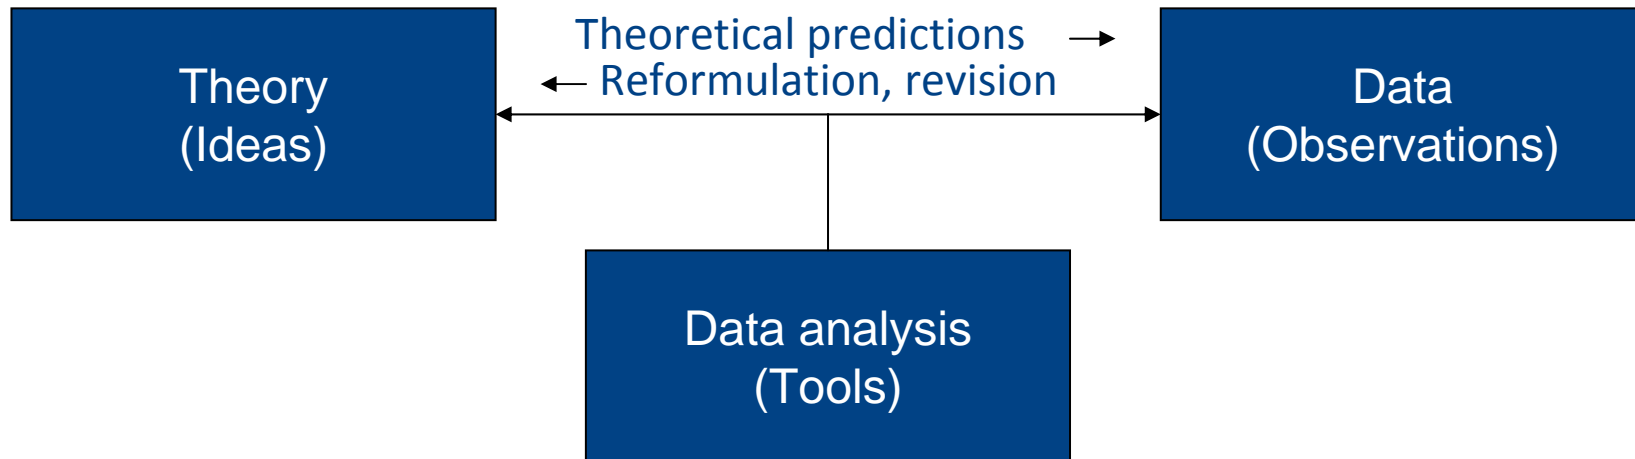 Theoretical predictions
Reformulation, revision
Theory
(Ideas)
Data
(Observations)
Data analysis
(Tools)